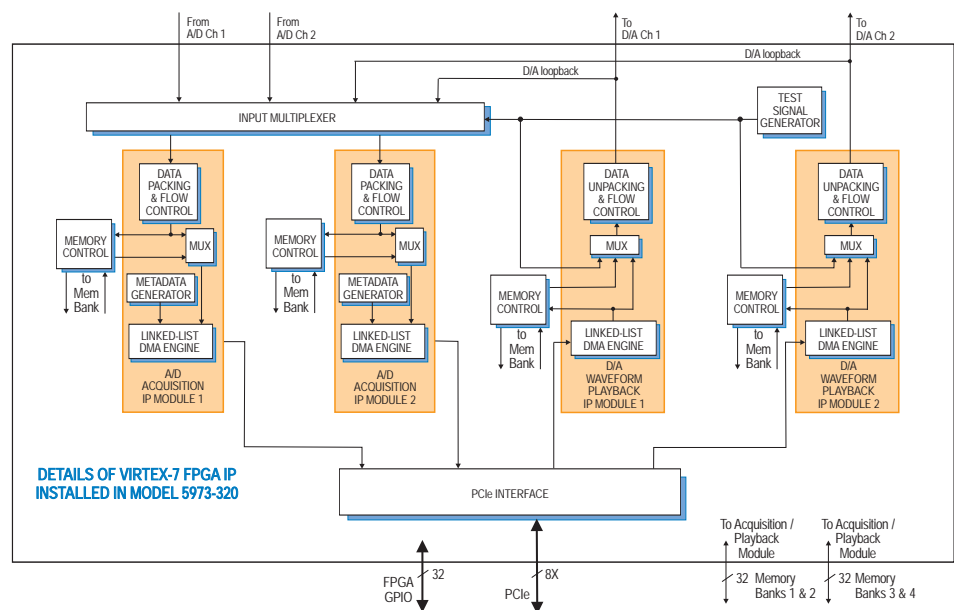 From
A/D Ch 1
From
A/D Ch 2
To
D/A Ch 1
To
D/A Ch 2
D/A loopback
D/A loopback
INPUT MULTIPLEXER
TEST
SIGNAL
GENERATOR
DATA
PACKING
& FLOW
CONTROL
MEMORY
CONTROL
MUX
to
Mem
Bank
METADATA
GENERATOR
LINKED-LIST
DMA ENGINE
A/D
ACQUISITION
IP MODULE 1
DATA
PACKING
& FLOW
CONTROL
MEMORY
CONTROL
MUX
to
Mem
Bank
METADATA
GENERATOR
LINKED-LIST
DMA ENGINE
A/D
ACQUISITION
IP MODULE 2
DATA
UNPACKING
& FLOW
CONTROL
MUX
MEMORY
CONTROL
to
Mem
Bank
LINKED-LIST
DMA ENGINE
D/A
WAVEFORM
PLAYBACK
IP MODULE 1
DATA
UNPACKING
& FLOW
CONTROL
MUX
MEMORY
CONTROL
to
Mem
Bank
LINKED-LIST
DMA ENGINE
D/A
WAVEFORM
PLAYBACK
IP MODULE 2
DETAILS OF VIRTEX-7 FPGA IP
INSTALLED IN MODEL 5973-320
PCIe INTERFACE
32
FPGA
GPIO
8X
PCIe
To Acquisition /
Playback
Module
32 Memory
Banks 1 & 2
To Acquisition /
Playback
Module
32 Memory
Banks 3 & 4